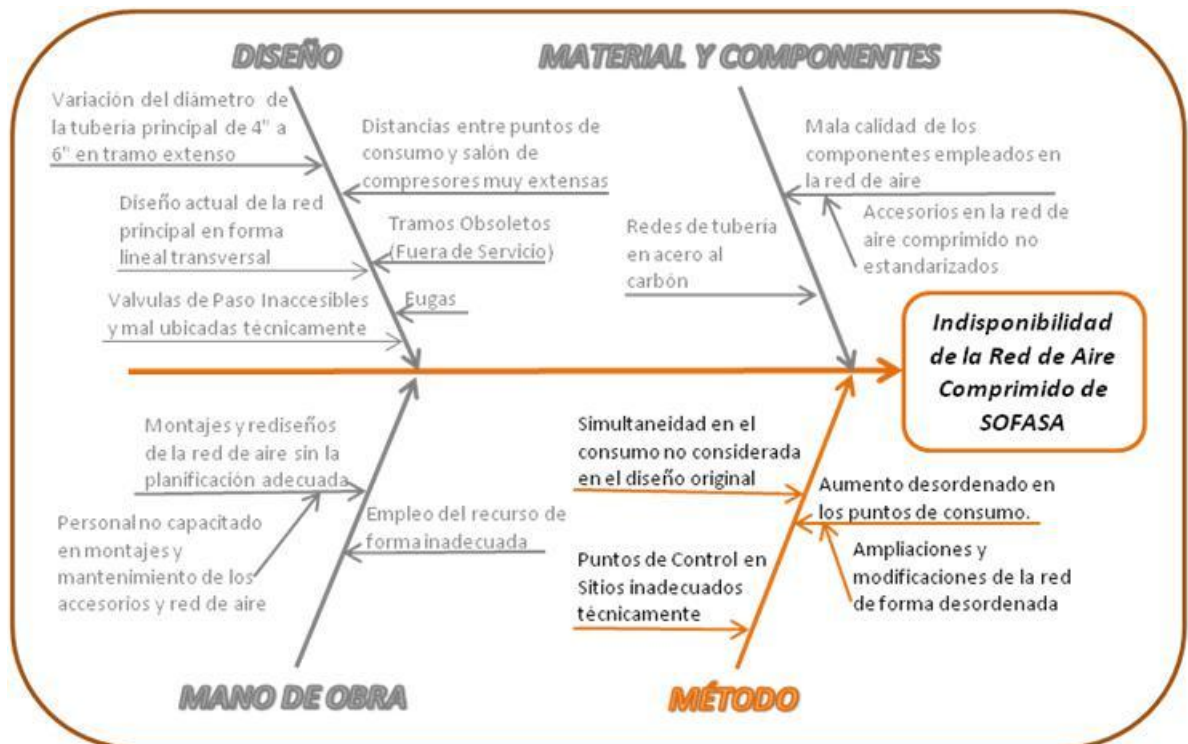 DISEÑO
Variación del diámetro de
la tubería principal de 4" a
6" en tramo extenso
Distancias entre puntos de
consumo y salón de
compresores muy extensas
Diseño actual de la red
principal en forma
lineal transversal
Tramos Obsoletos
(Fuera de Servicio)
Valvulas de Paso Inaccesibles
y mal ubicadas técnicamente
Fugas
MATERIAL Y COMPONENTES
Mala calidad de los
componentes empleados en
la red de aire
Accesorios en la red de
aire comprimido no
estandarizados
Redes de tubería
en acero al
carbón
Indisponibilidad
de la Red de Aire
Comprimido de
SOFASA
Montajes y rediseños
de la red de aire sin la
planificación adecuada
Personal no capacitado
en montajes y
mantenimiento de los
accesorios y red de aire
Empleo del recurso de
forma inadecuada
MANO DE OBRA
Simultaneidad en el
consumo no considerada
en el diseño original
Aumento desordenado en
los puntos de consumo.
Ampliaciones y
modificaciones de la red
de forma desordenada
Puntos de Control en
Sitios inadecuados
técnicamente
MÉTODO